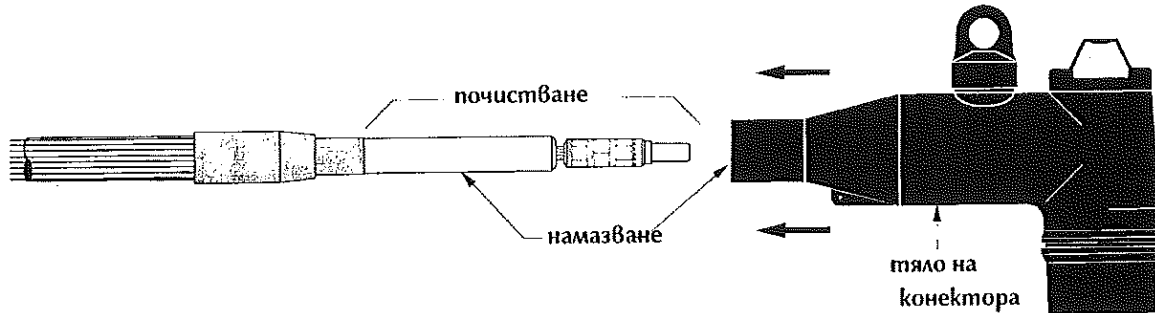 почистване
намазване
тяло на
конектора